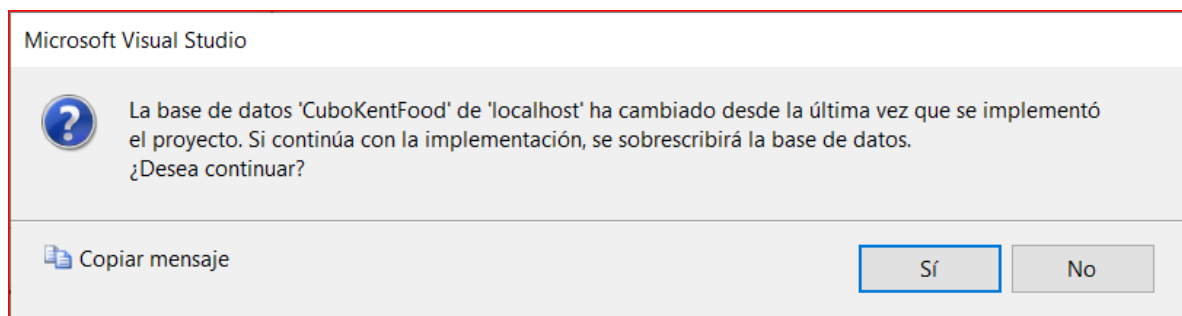 Microsoft Visual Studio
La base de datos 'CuboKentFood' de 'localhost' ha cambiado desde la última vez que se implementó
el proyecto. Si continúa con la implementación, se sobrescribirá la base de datos.
¿Desea continuar?
Copiar mensaje
Sí
No